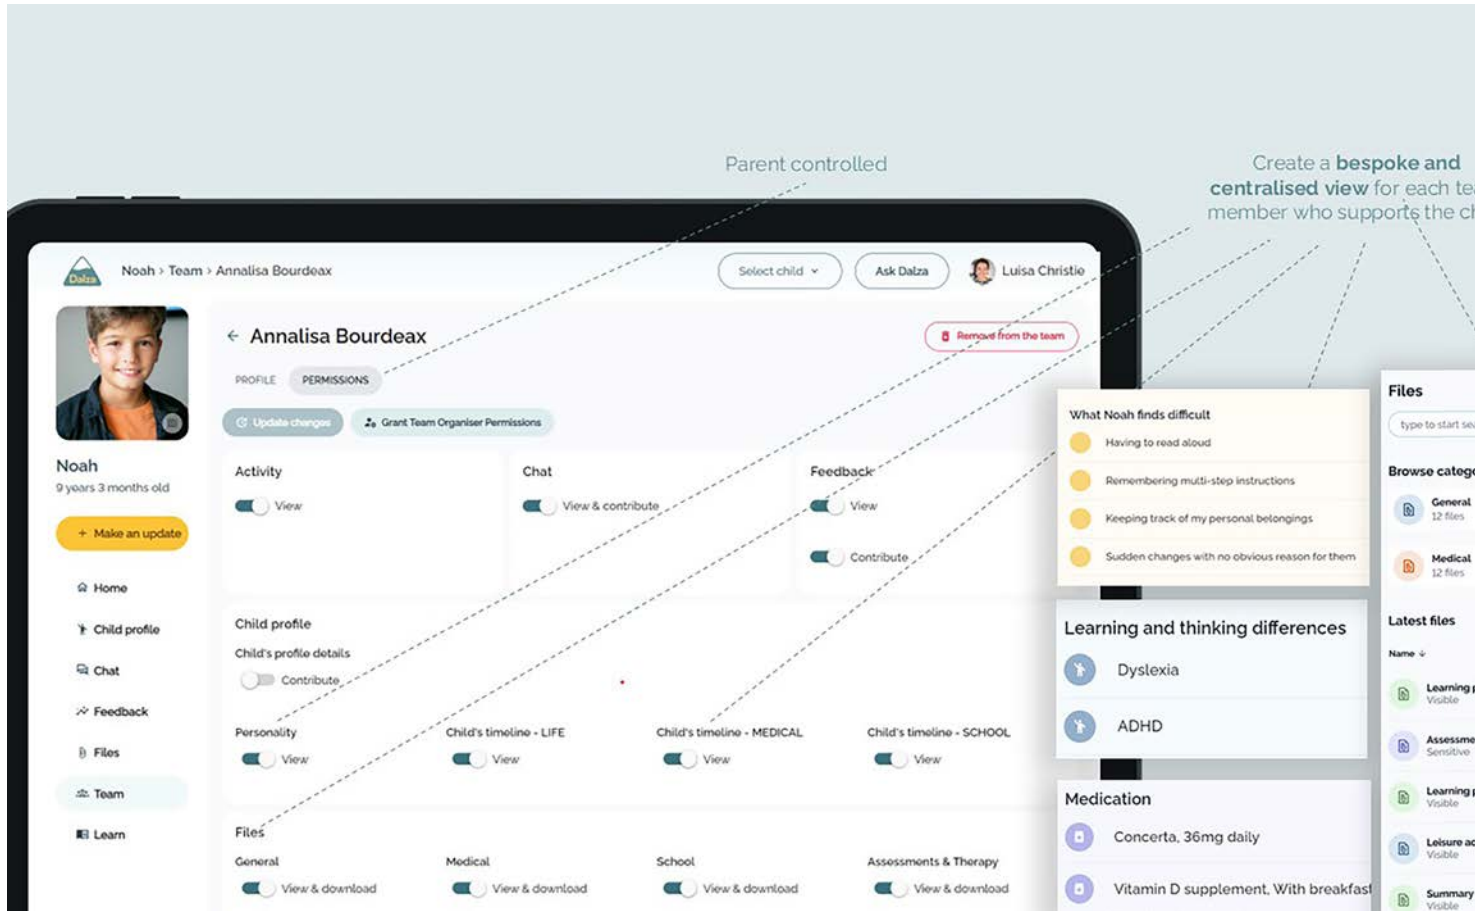 Parent controlled
Create a bespoke and
centralised view for each
member who supports the
Dalza
Noah > Team > Annalisa Bourdeax
Select child
Ask Dalza
Luisa Christie
← Annalisa Bourdeax
Remove from the team
PROFILE PERMISSIONS
Update changes
Grant Team Organiser Permissions
Noah
9 years 3 months old
+ Make an update
Home
Child profile
Chat
Feedback
Files
Team
Learn
Activity
View
Chat
View & contribute
Feedback
View
Contribute
Child profile
Child's profile details
Contribute
Personality
View
Child's timeline - LIFE
View
Child's timeline - MEDICAL
View
Child's timeline - SCHOOL
View
Files
General
View & download
Medical
View & download
School
View & download
Assessments & Therapy
View & download
What Noah finds difficult
Having to read aloud
Remembering multi-step instructions
Keeping track of my personal belongings
Sudden changes with no obvious reason for them
Learning and thinking differences
Dyslexia
ADHD
Medication
Concerta, 36mg daily
Vitamin D supplement, With breakfast
Files
type to start
Browse
General
12 files
Medical
12 files
Latest files
Name ↓
Learning
Visible
Sensitive
Learning
Visible
Leisure
Visible
Summary
Visible